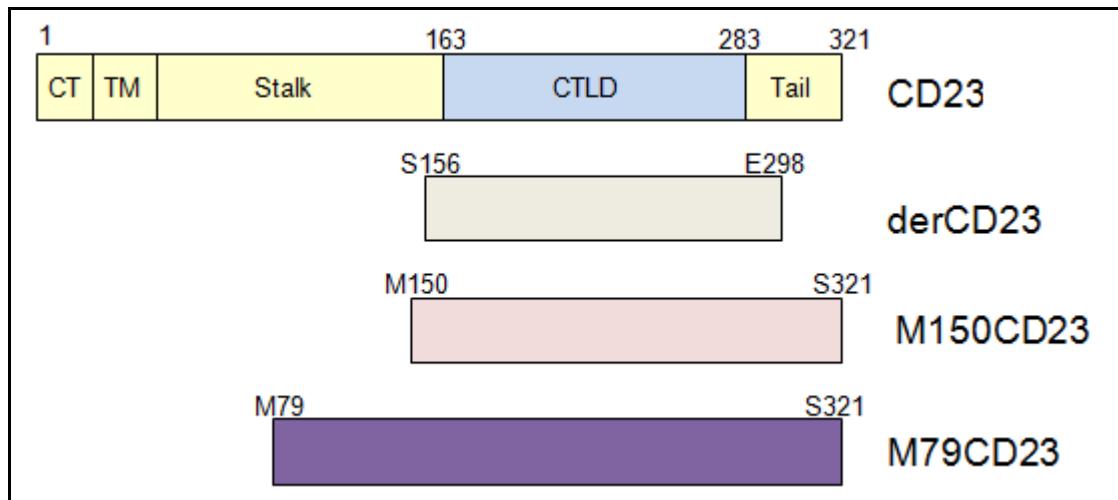 1 163 283 321
CT TM Stalk CTLD Tail CD23
S156 E298
derCD23
M150 S321
M150CD23
M79 S321
M79CD23